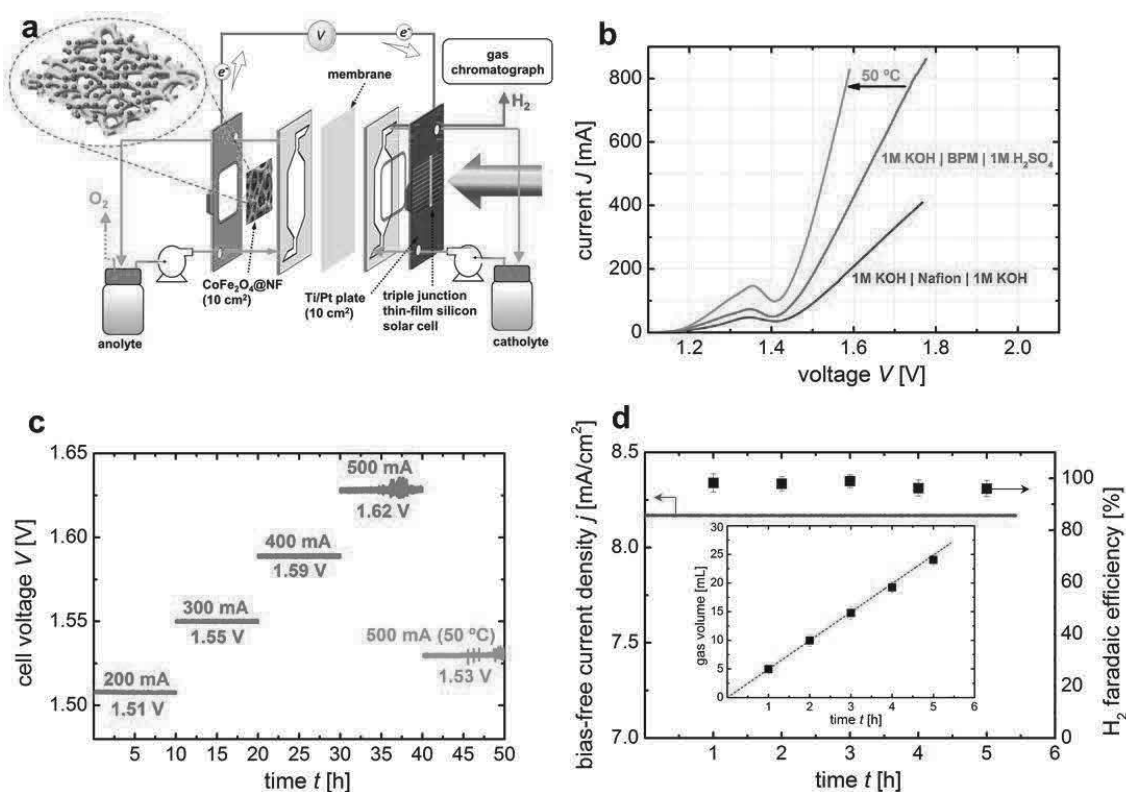 a
e⁻
V
e⁻
membrane
gas
chromatograph
H₂
O₂
CoFe₂O₄@NF
(10 cm²)
Ti/Pt plate
(10 cm²)
triple junction
thin-film silicon
solar cell
anolyte
catholyte
b
current J [mA]
800
600
400
200
0
50 ºC
1M KOH | BPM | 1M H₂SO₄
1M KOH | Nafion | 1M KOH
1.2
1.4
1.6
1.8
2.0
voltage V [V]
c
cell voltage V [V]
1.65
1.60
1.55
1.50
500 mA
1.62 V
400 mA
1.59 V
300 mA
1.55 V
500 mA (50 ºC)
1.53 V
200 mA
1.51 V
5 10 15 20 25 30 35 40 45 50
time t [h]
d
bias-free current density j [mA/cm²]
8.5
8.0
7.5
7.0
H₂ faradaic efficiency [%]
100
80
60
40
20
0
gas volume [mL]
30
25
20
15
10
5
0
1 2 3 4 5 6
time t [h]
1 2 3 4 5 6
time t [h]